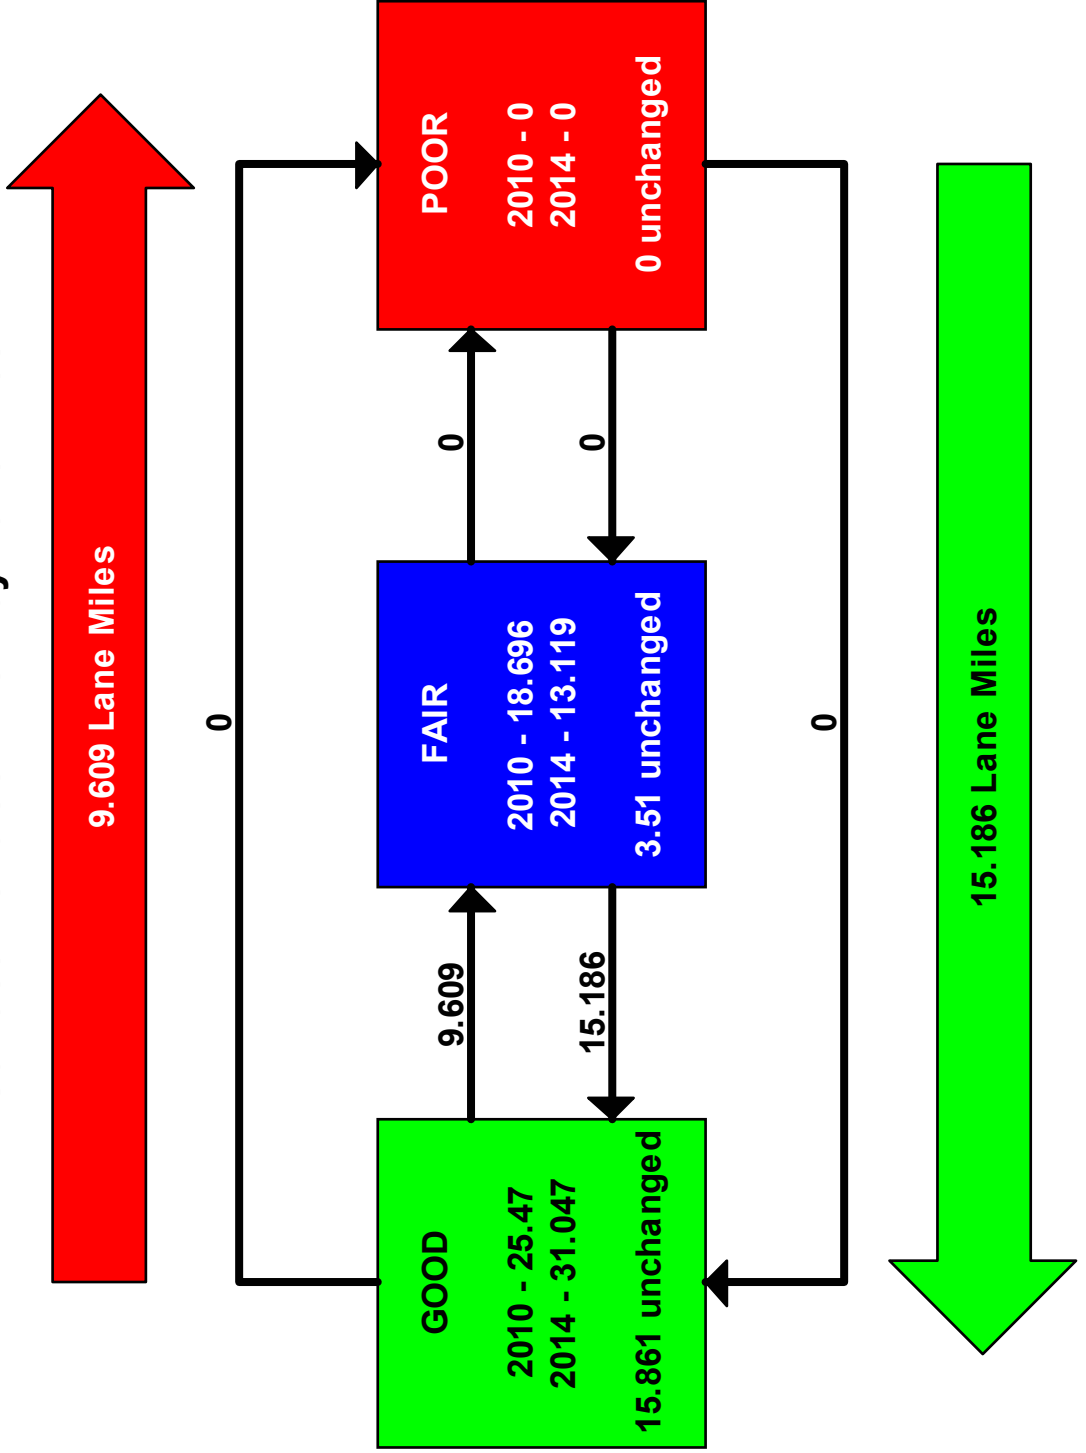 9.609 Lane Miles
0
GOOD
2010 - 25.47
2014 - 31.047
15.861 unchanged
9.609
15.186
FAIR
2010 - 18.696
2014 - 13.119
3.51 unchanged
0
0
POOR
2010 - 0
2014 - 0
0 unchanged
0
15.186 Lane Miles